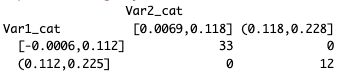 Var2_cat
Var1_cat [0.0069,0.118] (0.118,0.228]
[-0.0006,0.112] 33 0
(0.112,0.225] 0 12